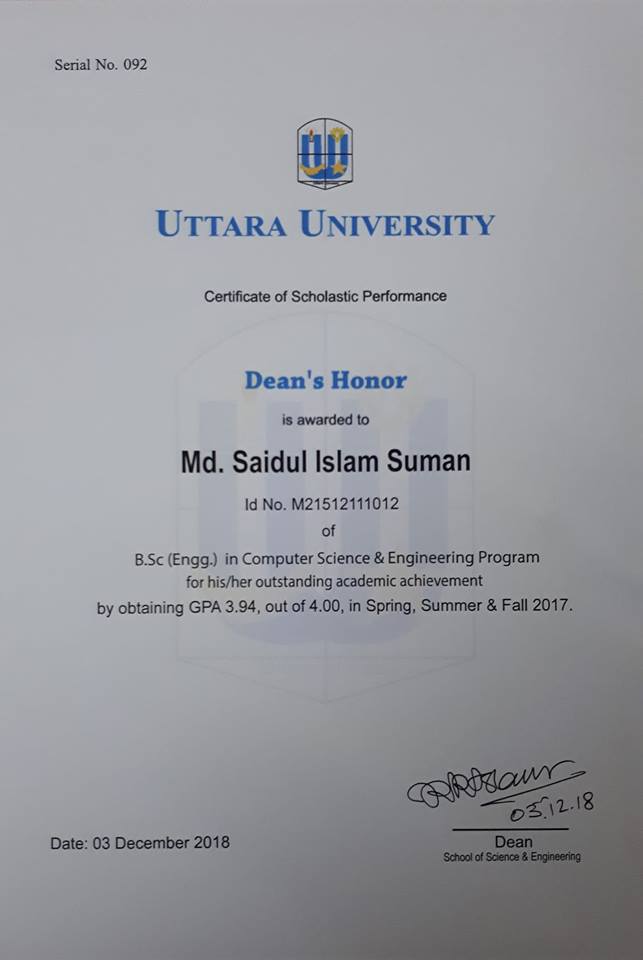 Serial No. 092
UTTARA UNIVERSITY
Certificate of Scholastic Performance
Dean's Honor
is awarded to
Md. Saidul Islam Suman
Id No. M21512111012
of
B.Sc (Engg.) in Computer Science & Engineering Program
for his/her outstanding academic achievement
by obtaining GPA 3.94, out of 4.00, in Spring, Summer & Fall 2017.
03.12.18
Date: 03 December 2018
Dean
School of Science & Engineering